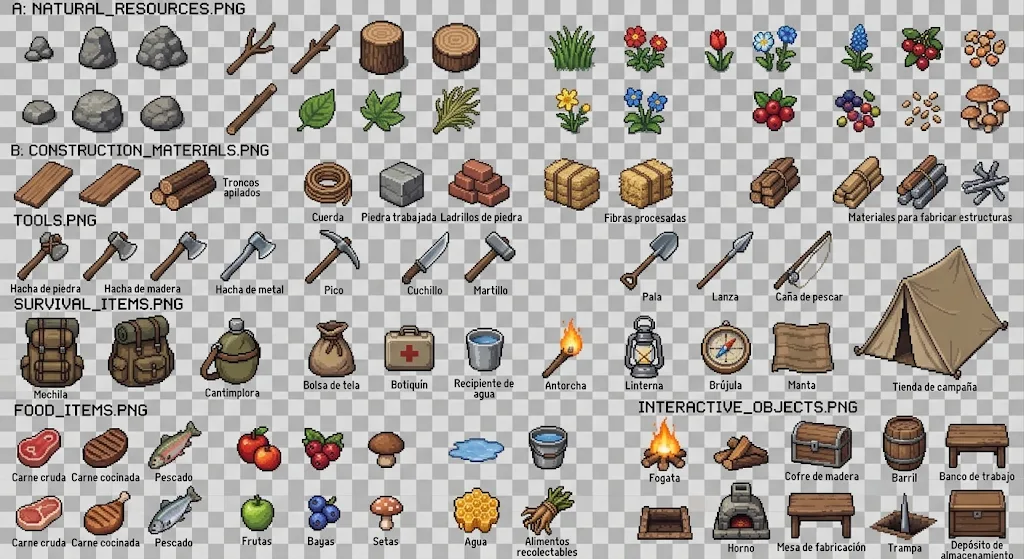 A: NATURAL_RESOURCES.PNG
B. CONSTRUCTION_MATERIALS.PNG
Troncos
apilados
Cuerda
Piedra trabajada
Ladrillos de piedra
Fibras procesadas
Materiales para fabricar estructuras
TOOLS.PNG
Hacha de piedra
Hacha de madera
Hacha de metal
Pico
Cuchillo
Martillo
Pala
Lanza
Caña de pescar
SURVIVAL_ITEMS.PNG
Mechila
Cantimplora
Bolsa de tela
Botiquín
Recipiente de
agua
Antorcha
Linterna
Brújula
Manta
Tienda de campaña
FOOD_ITEMS.PNG
Carne cruda
Carne cocinada
Pescado
Carne cruda
Carne cocinada
Pescado
Frutas
Bayas
Setas
Agua
Alimentos
recolectables
INTERACTIVE_OBJECTS.PNG
Fogata
Cofre de madera
Barril
Banco de trabajo
Horno
Mesa de fabricación
Trampa
Depósito de
almacenamiento